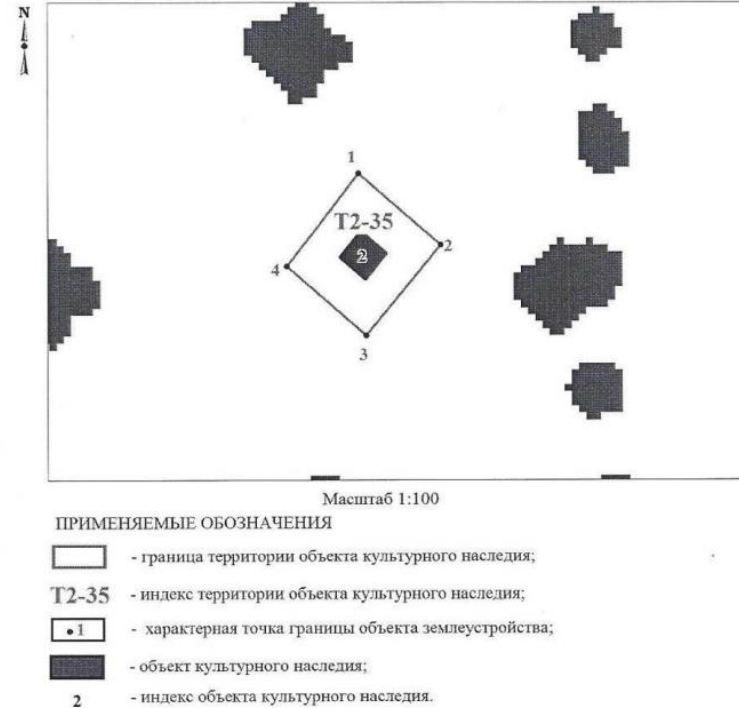 N
1
T2-35
2
2
4
3
Масштаб 1:100
ПРИМЕНЯЕМЫЕ ОБОЗНАЧЕНИЯ
- граница территории объекта культурного наследия;
T2-35 - индекс территории объекта культурного наследия;
•1 - характерная точка границы объекта землеустройства;
- объект культурного наследия;
2 - индекс объекта культурного наследия.